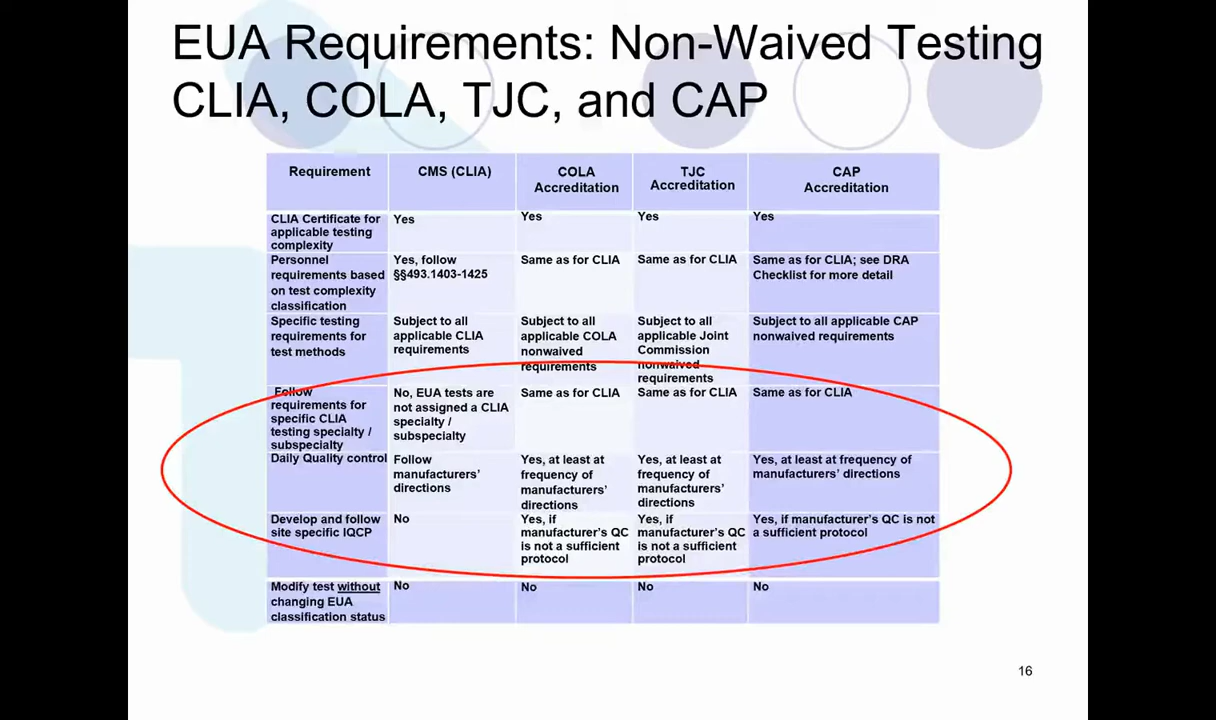 EUA Requirements: Non-Waived Testing
CLIA, COLA, TJC, and CAP
Requirement
CMS (CLIA)
COLA
Accreditation
TJC
Accreditation
CAP
Accreditation
CLIA Certificate for
applicable testing
complexity
Yes
Yes
Yes
Yes
Personnel
requirements based
on test complexity
classification
Yes, follow
§§493.1403-1425
Same as for CLIA
Same as for CLIA
Same as for CLIA; see DRA
Checklist for more detail
Specific testing
requirements for
test methods
Subject to all
applicable CLIA
requirements
Subject to all
applicable COLA
nonwaived
requirements
Subject to all
applicable Joint
Commission
nonwaived
requirements
Subject to all applicable CAP
nonwaived requirements
Follow
requirements for
specific CLIA
testing specialty /
subspecialty
No, EUA tests are
not assigned a CLIA
specialty /
subspecialty
Same as for CLIA
Same as for CLIA
Same as for CLIA
Daily Quality control
Follow
manufacturers’
directions
Yes, at least at
frequency of
manufacturers’
directions
Yes, at least at
frequency of
manufacturers’
directions
Yes, at least at frequency of
manufacturers’ directions
Develop and follow
site specific IQCP
No
Yes, if
manufacturer’s QC
is not a sufficient
protocol
Yes, if
manufacturer’s QC
is not a sufficient
protocol
Yes, if manufacturer’s QC is not
a sufficient protocol
Modify test without
changing EUA
classification status
No
No
No
No
16